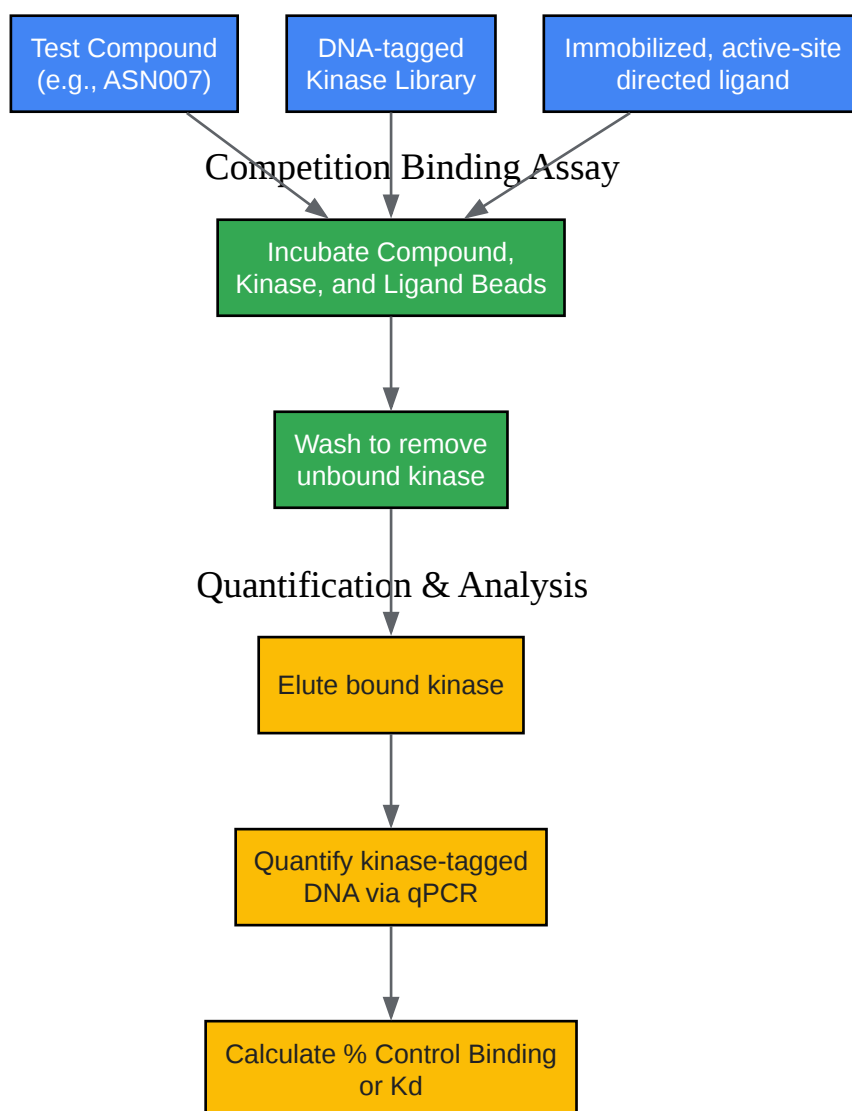 Test Compound
(e.g., ASN007)
DNA-tagged
Kinase Library
Immobilized, active-site
directed ligand
Competition Binding Assay
Incubate Compound,
Kinase, and Ligand Beads
Wash to remove
unbound kinase
Quantification & Analysis
Elute bound kinase
Quantify kinase-tagged
DNA via qPCR
Calculate % Control Binding
or Kd